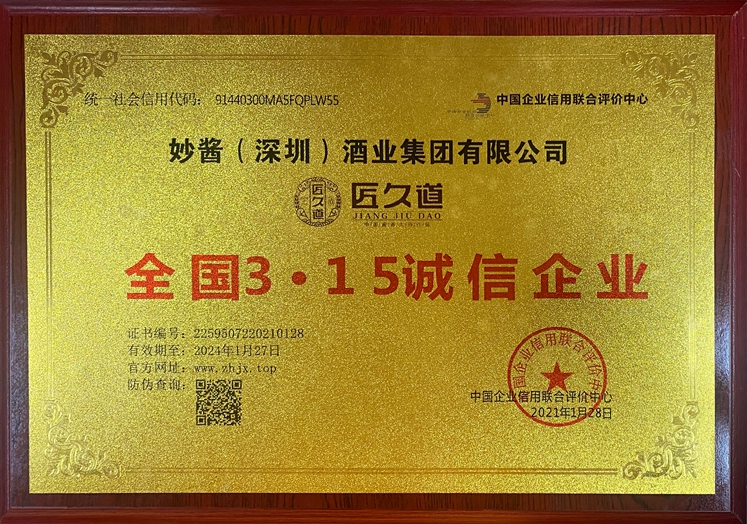 统一社会信用代码： 91440300MA5FQPLW55
中国企业信用联合评价中心
妙酱（深圳）酒业集团有限公司
匠久道
匠久道
JIANG JIU DAO
全国3·15诚信企业
证书编号：2259507220210128
有效期至：2024年1月27日
官方网址：www.zhjx.top
防伪查询：
中国企业信用联合评价中心
中国企业信用联合评价中心
2021年1月28日